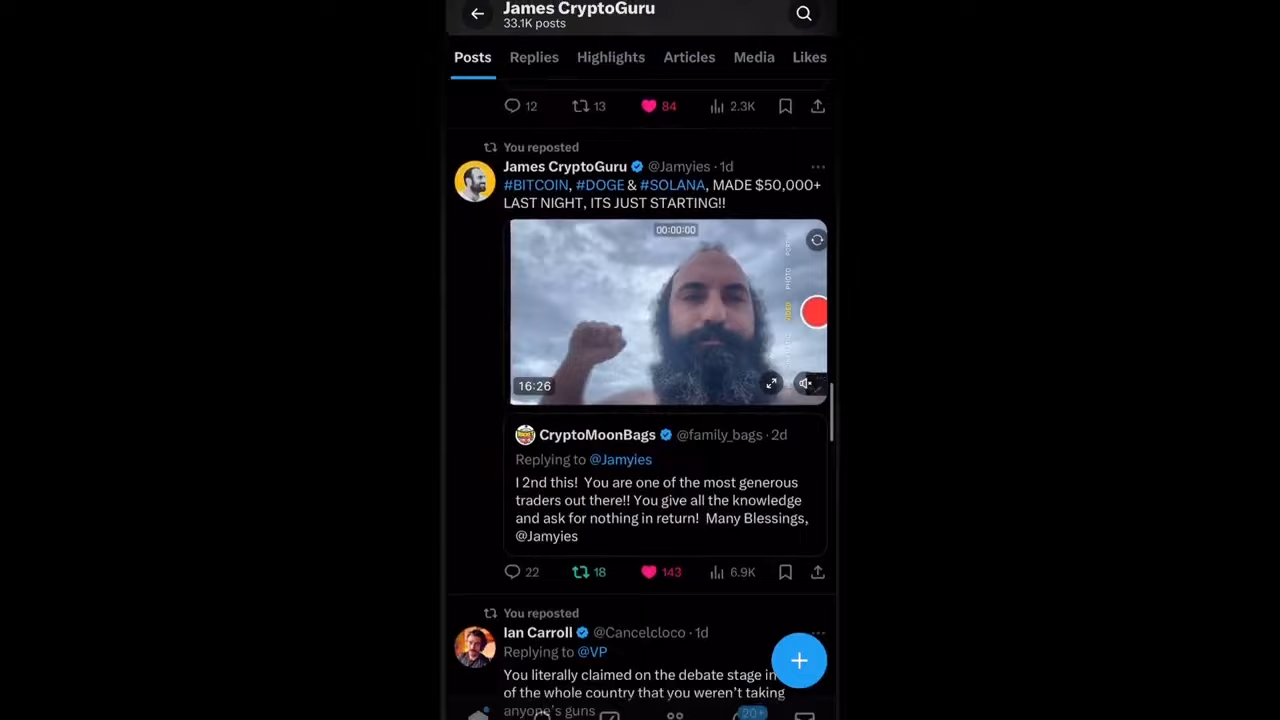 James CryptoGuru
33.1K posts
Posts Replies Highlights Articles Media Likes
12 13 84 2.3K
You reposted
James CryptoGuru @Jamyies · 1d
#BITCOIN, #DOGE & #SOLANA, MADE $50,000+
LAST NIGHT, ITS JUST STARTING!!
00:00:00
PHOTO
VIDEO
16:26
CryptoMoonBags @family_bags · 2d
Replying to @Jamyies
I 2nd this! You are one of the most generous
traders out there!! You give all the knowledge
and ask for nothing in return! Many Blessings,
@Jamyies
22 18 143 6.9K
You reposted
Ian Carroll @Cancelcloco · 1d
Replying to @VP
You literally claimed on the debate stage in
of the whole country that you weren't taking
anyone's guns
20+